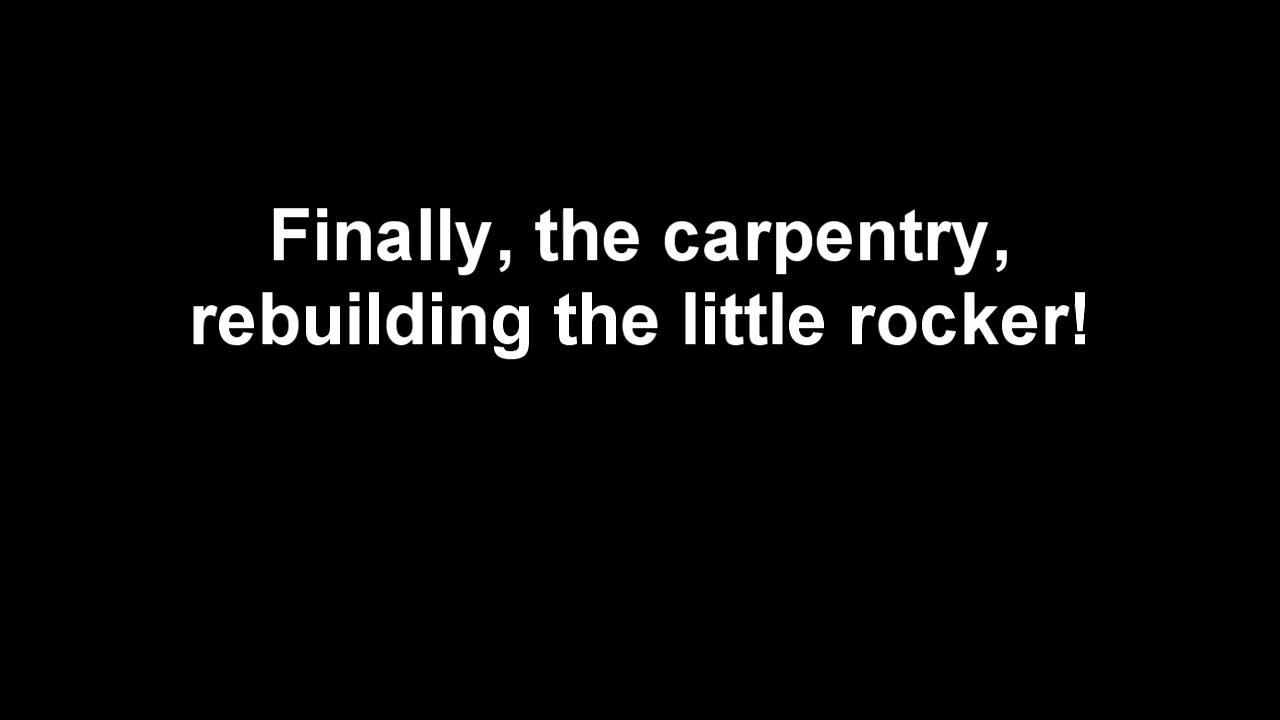 Finally, the carpentry,
rebuilding the little rocker!